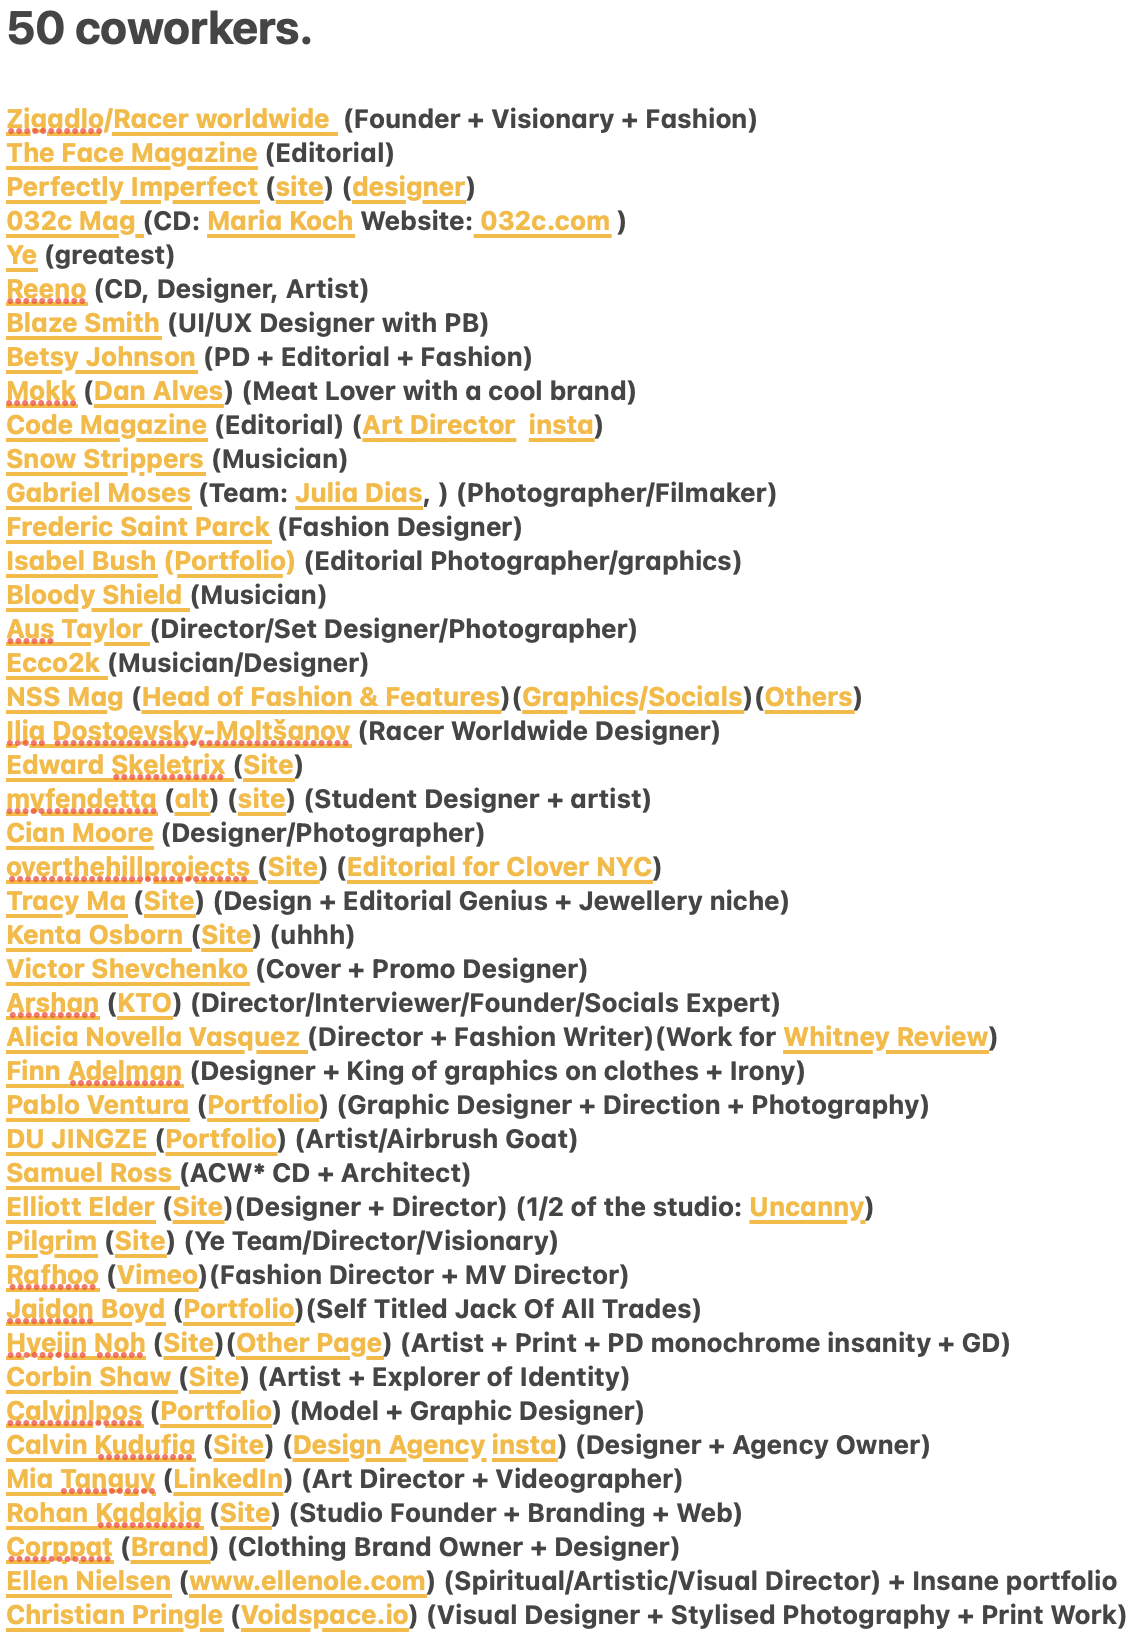 50 coworkers.
Zigadlo/Racer worldwide (Founder + Visionary + Fashion)
The Face Magazine (Editorial)
Perfectly Imperfect (site) (designer)
032c Mag (CD: Maria Koch Website: 032c.com )
Ye (greatest)
Reeno (CD, Designer, Artist)
Blaze Smith (UI/UX Designer with PB)
Betsy Johnson (PD + Editorial + Fashion)
Mokk (Dan Alves) (Meat Lover with a cool brand)
Code Magazine (Editorial) (Art Director insta)
Snow Strippers (Musician)
Gabriel Moses (Team: Julia Dias, ) (Photographer/Filmaker)
Frederic Saint Parck (Fashion Designer)
Isabel Bush (Portfolio) (Editorial Photographer/graphics)
Bloody Shield (Musician)
Aus Taylor (Director/Set Designer/Photographer)
Ecco2k (Musician/Designer)
NSS Mag (Head of Fashion & Features)(Graphics/Socials)(Others)
Ilja Dostoevsky-Moltšanov (Racer Worldwide Designer)
Edward Skeletrix (Site)
myfendetta (alt) (site) (Student Designer + artist)
Cian Moore (Designer/Photographer)
overthehillprojects (Site) (Editorial for Clover NYC)
Tracy Ma (Site) (Design + Editorial Genius + Jewellery niche)
Kenta Osborn (Site) (uhhh)
Victor Shevchenko (Cover + Promo Designer)
Arshan (KTO) (Director/Interviewer/Founder/Socials Expert)
Alicia Novella Vasquez (Director + Fashion Writer)(Work for Whitney Review)
Finn Adelman (Designer + King of graphics on clothes + Irony)
Pablo Ventura (Portfolio) (Graphic Designer + Direction + Photography)
DU JINGZE (Portfolio) (Artist/Airbrush Goat)
Samuel Ross (ACW* CD + Architect)
Elliott Elder (Site)(Designer + Director) (1/2 of the studio: Uncanny)
Pilgrim (Site) (Ye Team/Director/Visionary)
Rafhoo (Vimeo)(Fashion Director + MV Director)
Jaidon Boyd (Portfolio)(Self Titled Jack Of All Trades)
Hyejin Noh (Site)(Other Page) (Artist + Print + PD monochrome insanity + GD)
Corbin Shaw (Site) (Artist + Explorer of Identity)
Calvinlpos (Portfolio) (Model + Graphic Designer)
Calvin Kudufia (Site) (Design Agency insta) (Designer + Agency Owner)
Mia Tanguy (LinkedIn) (Art Director + Videographer)
Rohan Kadakia (Site) (Studio Founder + Branding + Web)
Corppat (Brand) (Clothing Brand Owner + Designer)
Ellen Nielsen (www.ellenole.com) (Spiritual/Artistic/Visual Director) + Insane portfolio
Christian Pringle (Voidspace.io) (Visual Designer + Stylised Photography + Print Work)